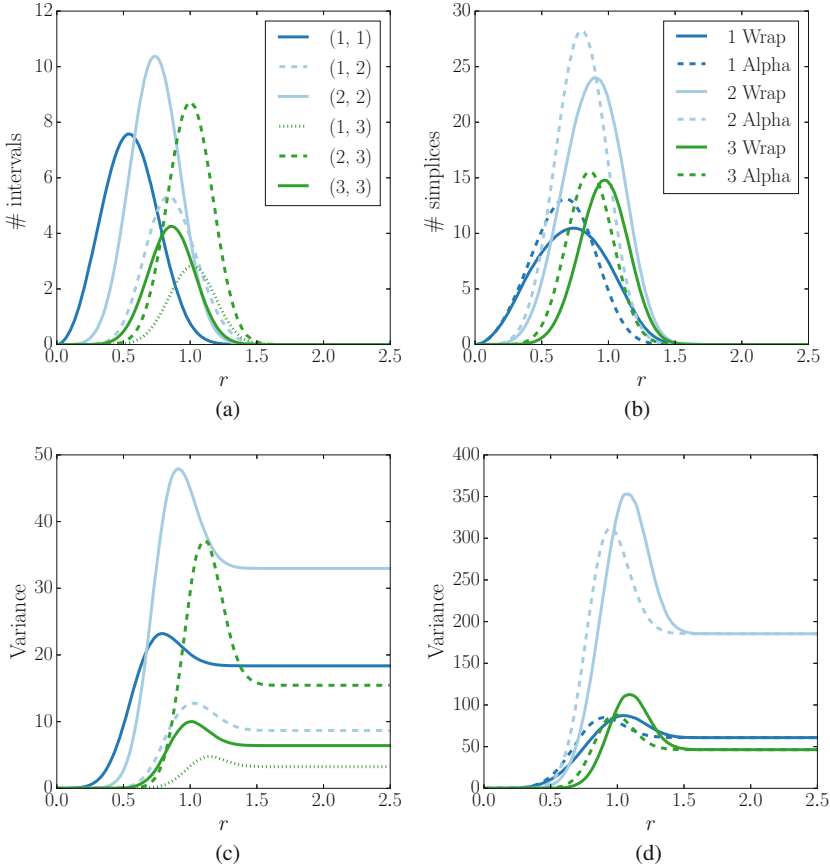 12
10
8
6
4
2
0
# intervals
(1, 1)
(1, 2)
(2, 2)
(1, 3)
(2, 3)
(3, 3)
0.0 0.5 1.0 1.5 2.0 2.5
r
(a)
30
25
20
15
10
5
0
# simplices
1 Wrap
1 Alpha
2 Wrap
2 Alpha
3 Wrap
3 Alpha
0.0 0.5 1.0 1.5 2.0 2.5
r
(b)
50
40
30
20
10
0
Variance
0.0 0.5 1.0 1.5 2.0 2.5
r
(c)
400
350
300
250
200
150
100
50
0
Variance
0.0 0.5 1.0 1.5 2.0 2.5
r
(d)